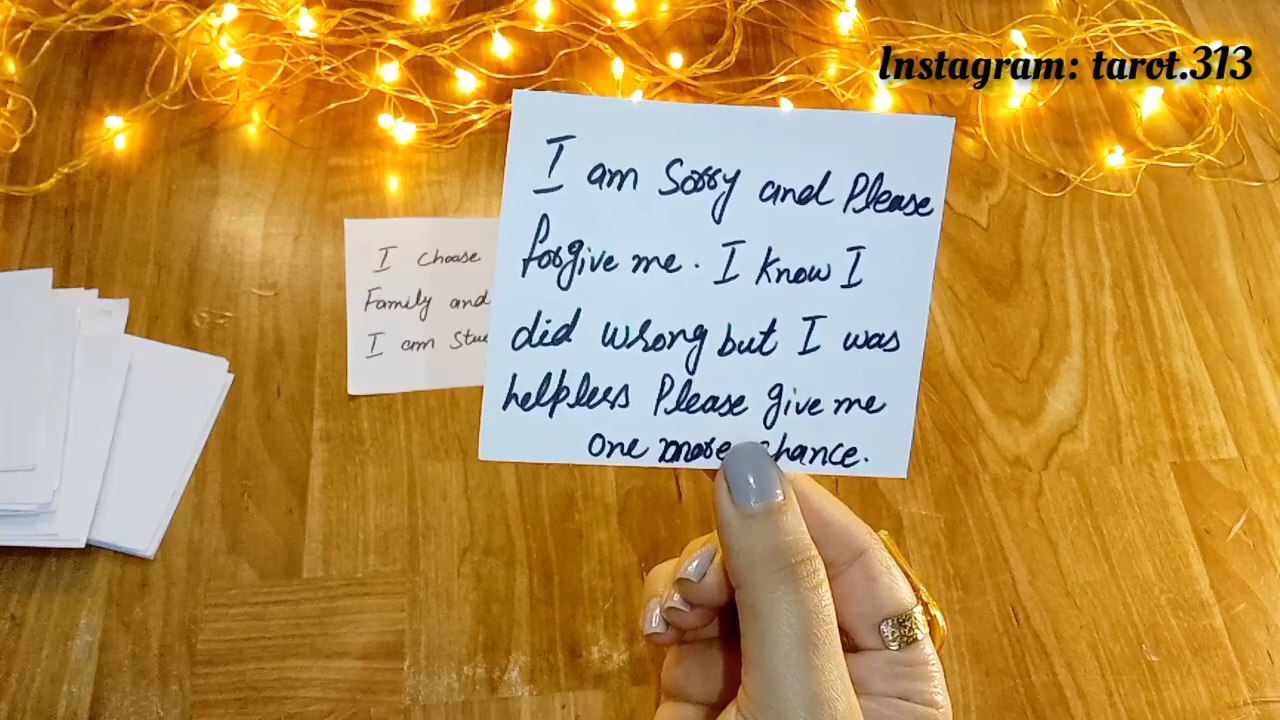 Instagram: tarot.313
I am Sorry and Please
forgive me. I know I
did wrong but I was
helpless Please give me
one more chance.
I choose
Family and
I am